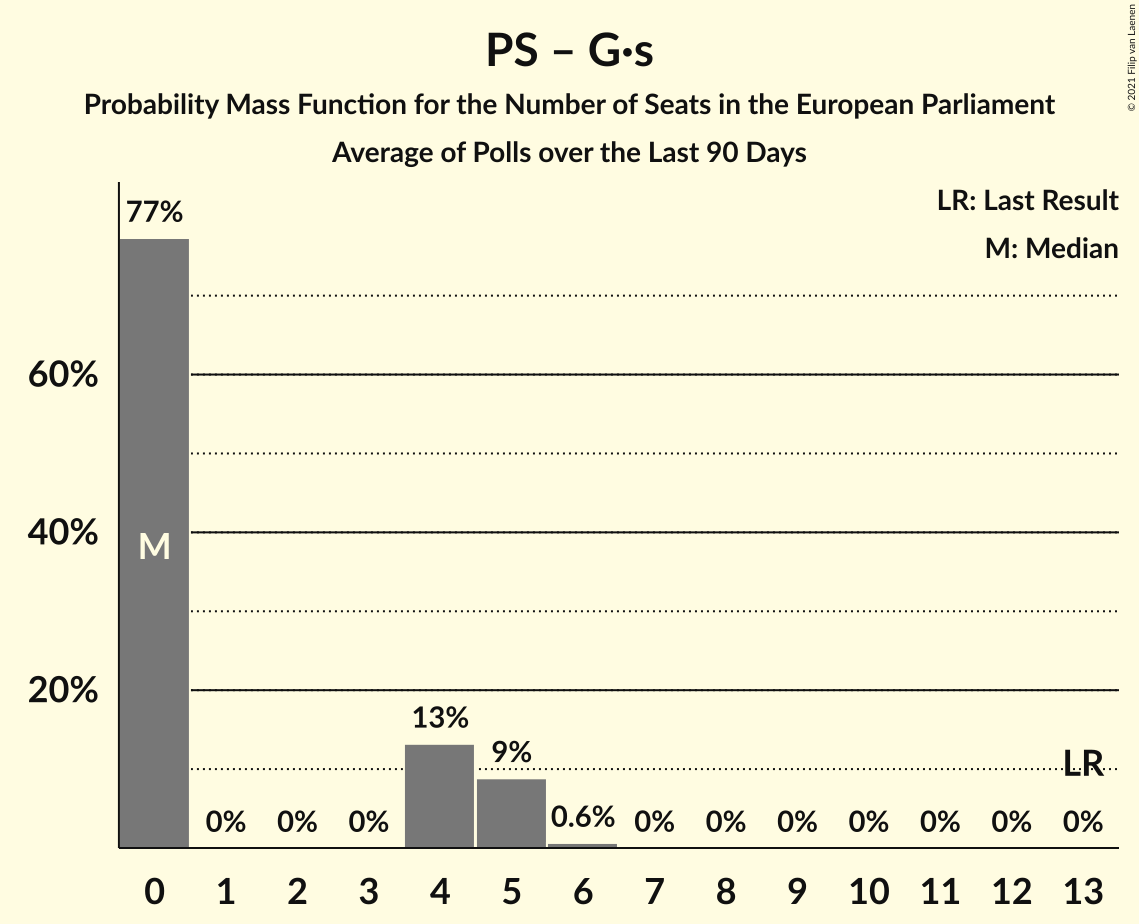 PS – G·s
Probability Mass Function for the Number of Seats in the European Parliament
Average of Polls over the Last 90 Days
© 2021 Filip van Laenen
LR: Last Result
M: Median
77%
60%
40%
M
20%
13%
9%
LR
0% 0% 0% 0.6% 0% 0% 0% 0% 0% 0% 0%
0 1 2 3 4 5 6 7 8 9 10 11 12 13